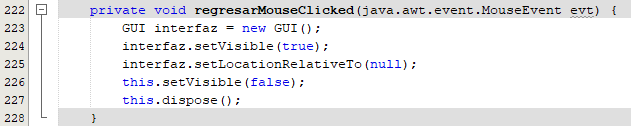 222 private void regresarMouseClicked(java.awt.event.MouseEvent evt) {
223 GUI interfaz = new GUI();
224 interfaz.setVisible(true);
225 interfaz.setLocationRelativeTo(null);
226 this.setVisible(false);
227 this.dispose();
228 }